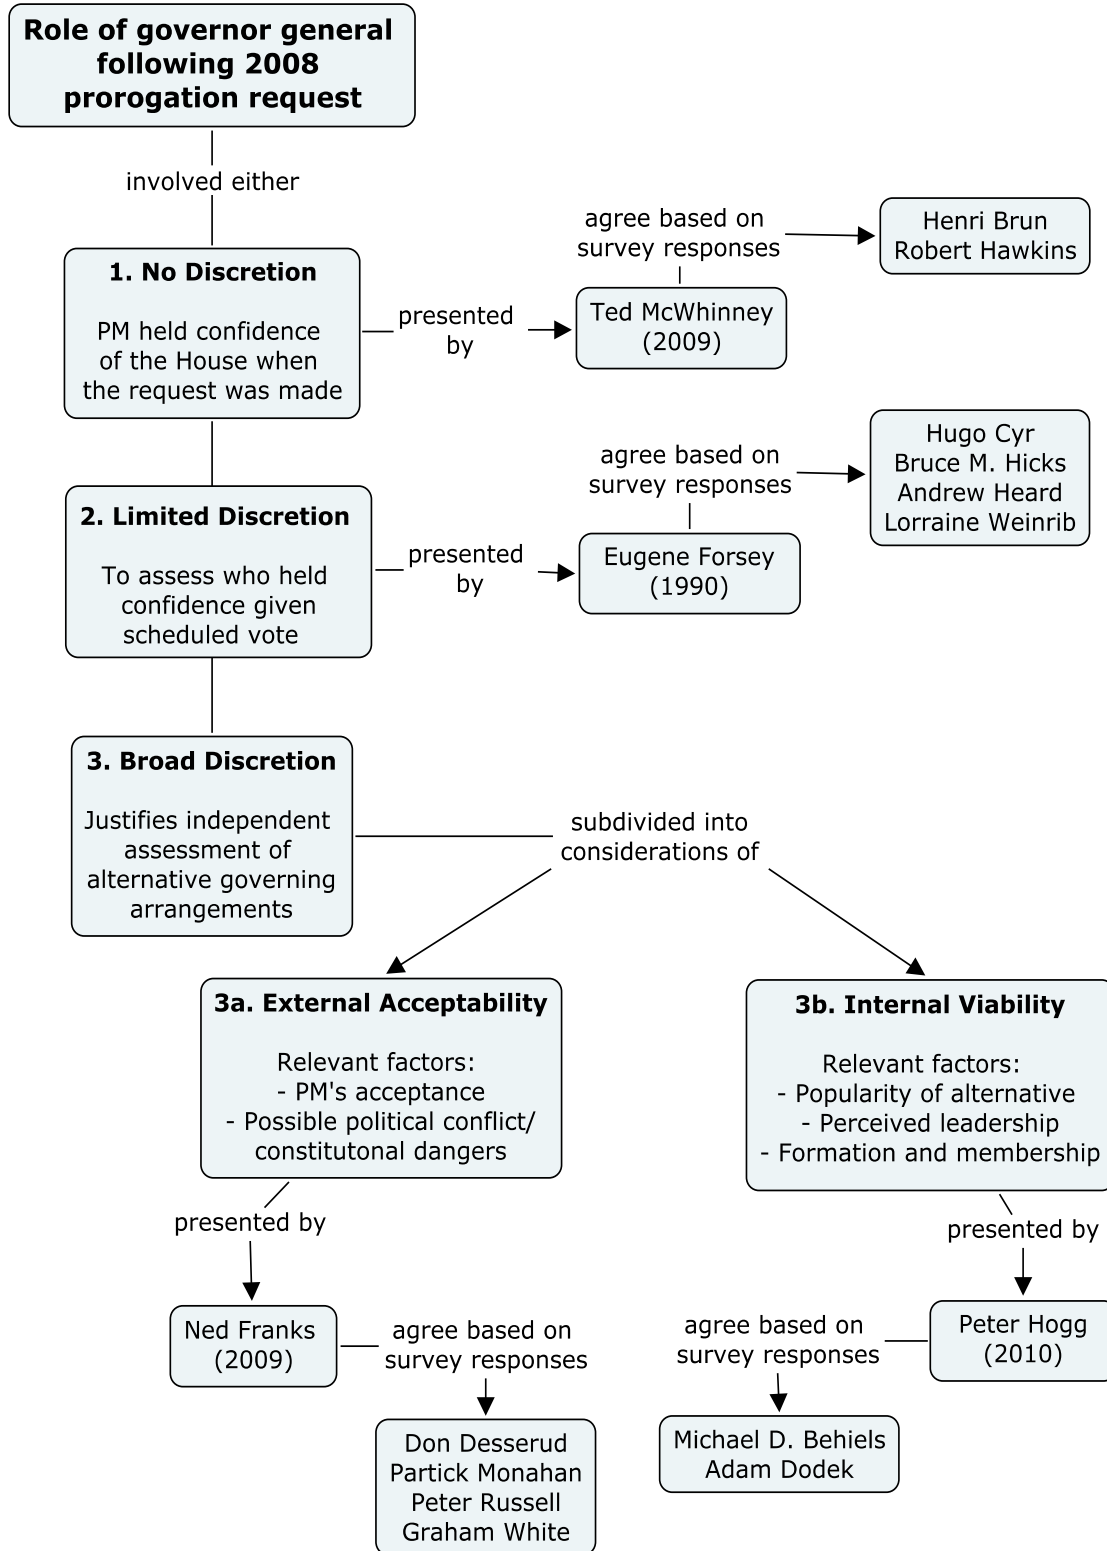 Role of governor general
following 2008
prorogation request
involved either
1. No Discretion
PM held confidence
of the House when
the request was made
presented
by
Ted McWhinney
(2009)
agree based on
survey responses
Henri Brun
Robert Hawkins
2. Limited Discretion
To assess who held
confidence given
scheduled vote
presented
by
Eugene Forsey
(1990)
agree based on
survey responses
Hugo Cyr
Bruce M. Hicks
Andrew Heard
Lorraine Weinrib
3. Broad Discretion
Justifies independent
assessment of
alternative governing
arrangements
subdivided into
considerations of
3a. External Acceptability
Relevant factors:
- PM's acceptance
- Possible political conflict/
constitutonal dangers
presented by
Ned Franks
(2009)
agree based on
survey responses
Don Desserud
Partick Monahan
Peter Russell
Graham White
3b. Internal Viability
Relevant factors:
- Popularity of alternative
- Perceived leadership
- Formation and membership
presented by
Peter Hogg
(2010)
agree based on
survey responses
Michael D. Behiels
Adam Dodek